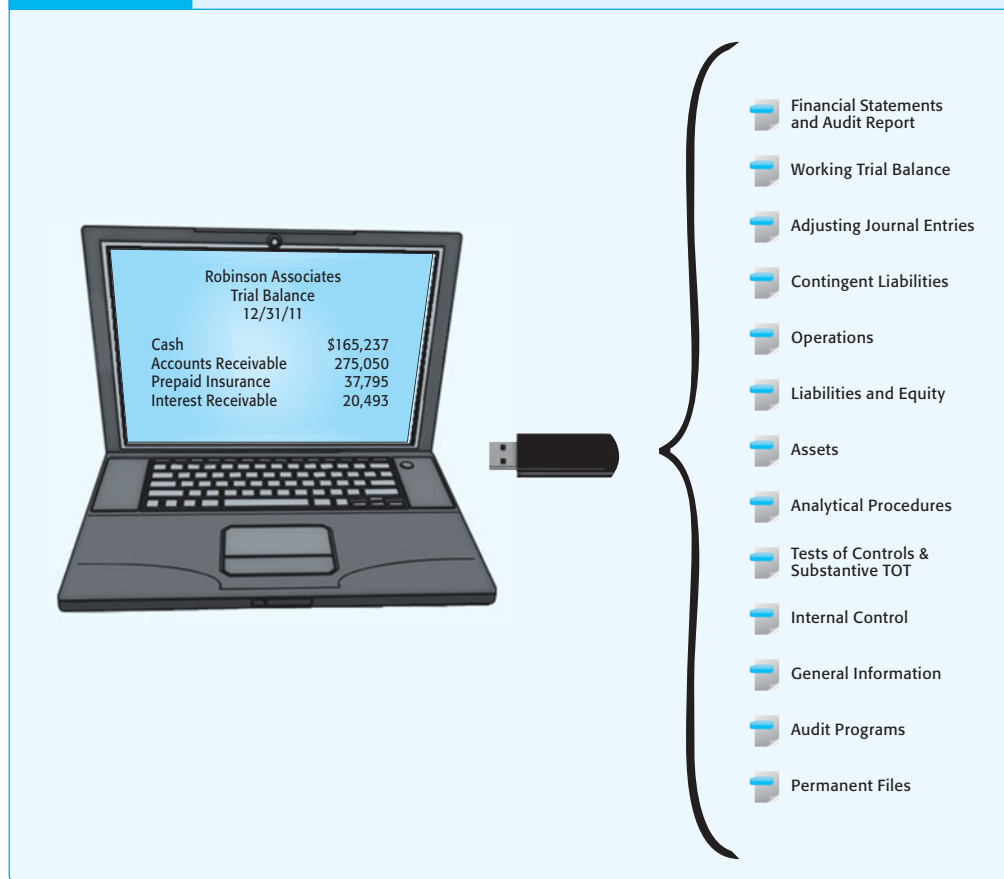 Robinson Associates
Trial Balance
12/31/11
Cash $165,237
Accounts Receivable 275,050
Prepaid Insurance 37,795
Interest Receivable 20,493
Financial Statements
and Audit Report
Working Trial Balance
Adjusting Journal Entries
Contingent Liabilities
Operations
Liabilities and Equity
Assets
Analytical Procedures
Tests of Controls &
Substantive TOT
Internal Control
General Information
Audit Programs
Permanent Files